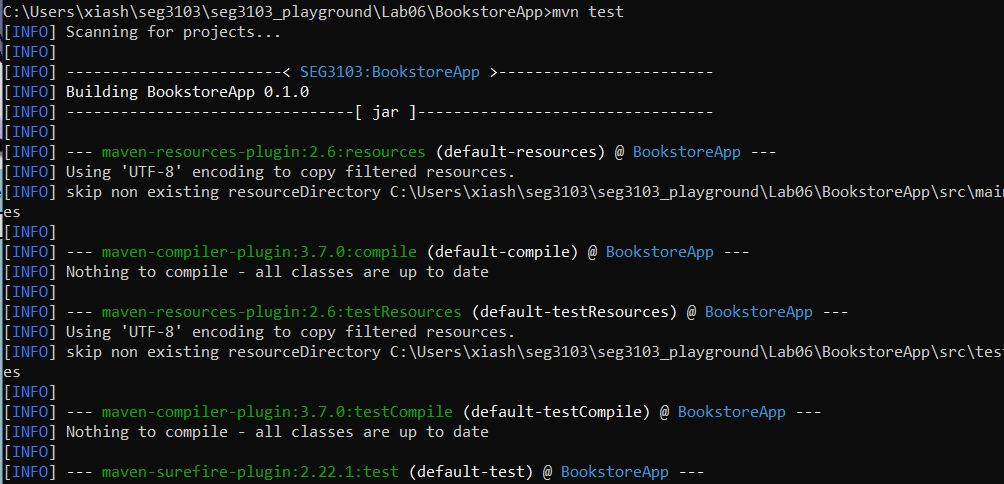 C:\Users\xiash\seg3103\seg3103_playground\Lab06\BookstoreApp>mvn test
[INFO] Scanning for projects...
[INFO]
[INFO] ------------------------< SEG3103:BookstoreApp >------------------------
[INFO] Building BookstoreApp 0.1.0
[INFO] --------------------------------[ jar ]---------------------------------
[INFO]
[INFO] --- maven-resources-plugin:2.6:resources (default-resources) @ BookstoreApp ---
[INFO] Using 'UTF-8' encoding to copy filtered resources.
[INFO] skip non existing resourceDirectory C:\Users\xiash\seg3103\seg3103_playground\Lab06\BookstoreApp\src\mai
es
[INFO]
[INFO] --- maven-compiler-plugin:3.7.0:compile (default-compile) @ BookstoreApp ---
[INFO] Nothing to compile - all classes are up to date
[INFO]
[INFO] --- maven-resources-plugin:2.6:testResources (default-testResources) @ BookstoreApp ---
[INFO] Using 'UTF-8' encoding to copy filtered resources.
[INFO] skip non existing resourceDirectory C:\Users\xiash\seg3103\seg3103_playground\Lab06\BookstoreApp\src\tes
es
[INFO]
[INFO] --- maven-compiler-plugin:3.7.0:testCompile (default-testCompile) @ BookstoreApp ---
[INFO] Nothing to compile - all classes are up to date
[INFO]
[INFO] --- maven-surefire-plugin:2.22.1:test (default-test) @ BookstoreApp ---